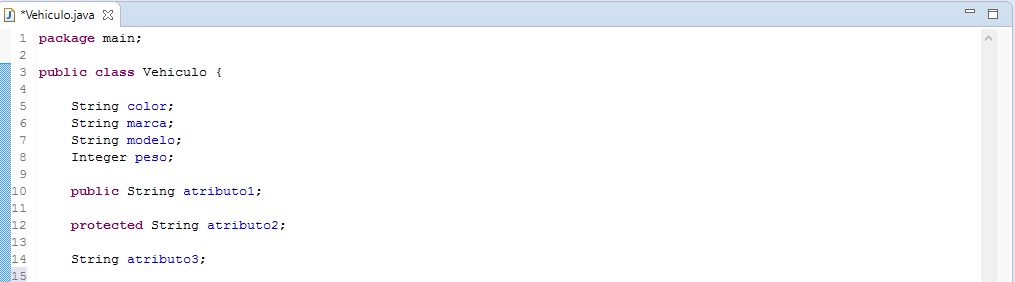 *Vehiculo.java
1 package main;
2
3 public class Vehiculo {
4
5 String color;
6 String marca;
7 String modelo;
8 Integer peso;
9
10 public String atributo1;
11
12 protected String atributo2;
13
14 String atributo3;
15